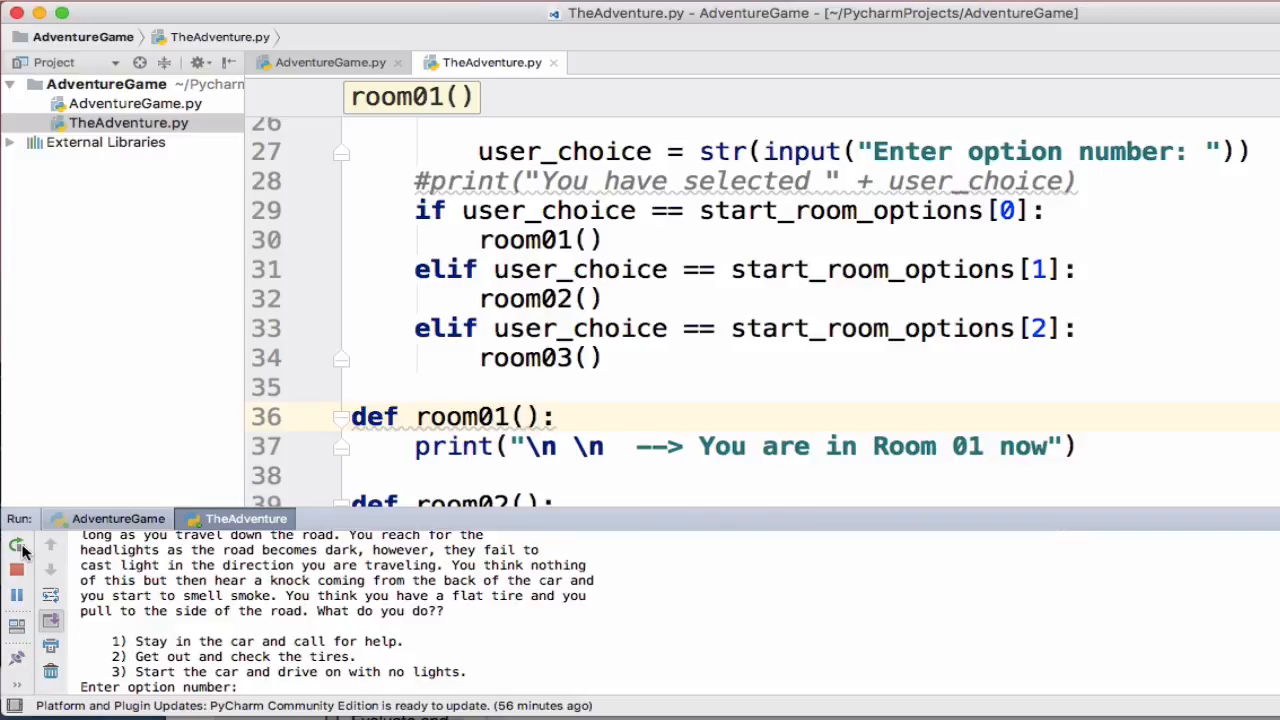 TheAdventure.py - AdventureGame - [~/PycharmProjects/AdventureGame]
AdventureGame TheAdventure.py
Project AdventureGame.py TheAdventure.py
AdventureGame ~/Pycharm
AdventureGame.py
TheAdventure.py
External Libraries
room01()
26
27 user_choice = str(input("Enter option number: "))
28 #print("You have selected " + user_choice)
29 if user_choice == start_room_options[0]:
30 room01()
31 elif user_choice == start_room_options[1]:
32 room02()
33 elif user_choice == start_room_options[2]:
34 room03()
35
36 def room01():
37 print("\n \n --> You are in Room 01 now")
38
39 def room02():
Run: AdventureGame TheAdventure
long as you travel down the road. You reach for the
headlights as the road becomes dark, however, they fail to
cast light in the direction you are traveling. You think nothing
of this but then hear a knock coming from the back of the car and
you start to smell smoke. You think you have a flat tire and you
pull to the side of the road. What do you do??
1) Stay in the car and call for help.
2) Get out and check the tires.
3) Start the car and drive on with no lights.
Enter option number:
Platform and Plugin Updates: PyCharm Community Edition is ready to update. (56 minutes ago)